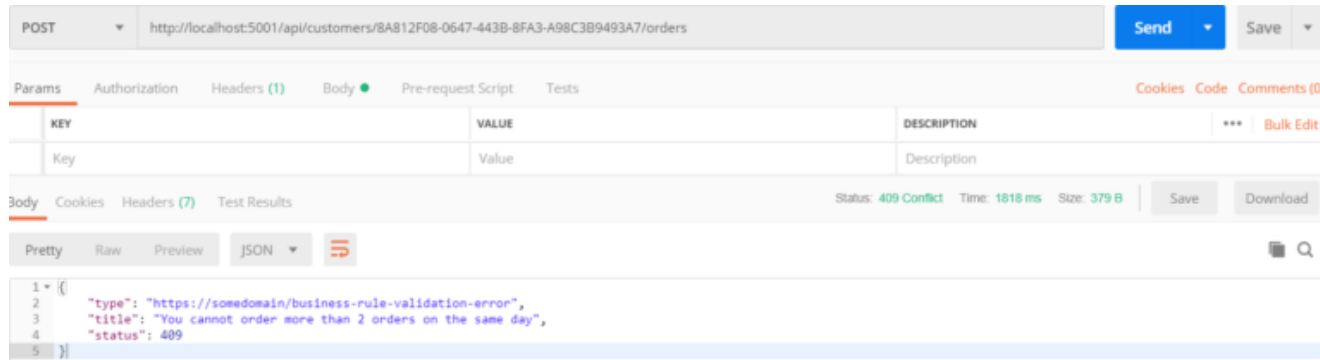 POST http://localhost:5001/api/customers/8A812F08-0647-443B-8FA3-A98C3B9493A7/orders Send Save
Params Authorization Headers (1) Body Pre-request Script Tests Cookies Code Comments (0
KEY VALUE DESCRIPTION ••• Bulk Edit
Key Value Description
Body Cookies Headers (7) Test Results Status: 409 Conflict Time: 1818 ms Size: 379 B Save Download
Pretty Raw Preview JSON
1 {
2 "type": "https://somedomain/business-rule-validation-error",
3 "title": "You cannot order more than 2 orders on the same day",
4 "status": 409
5 }